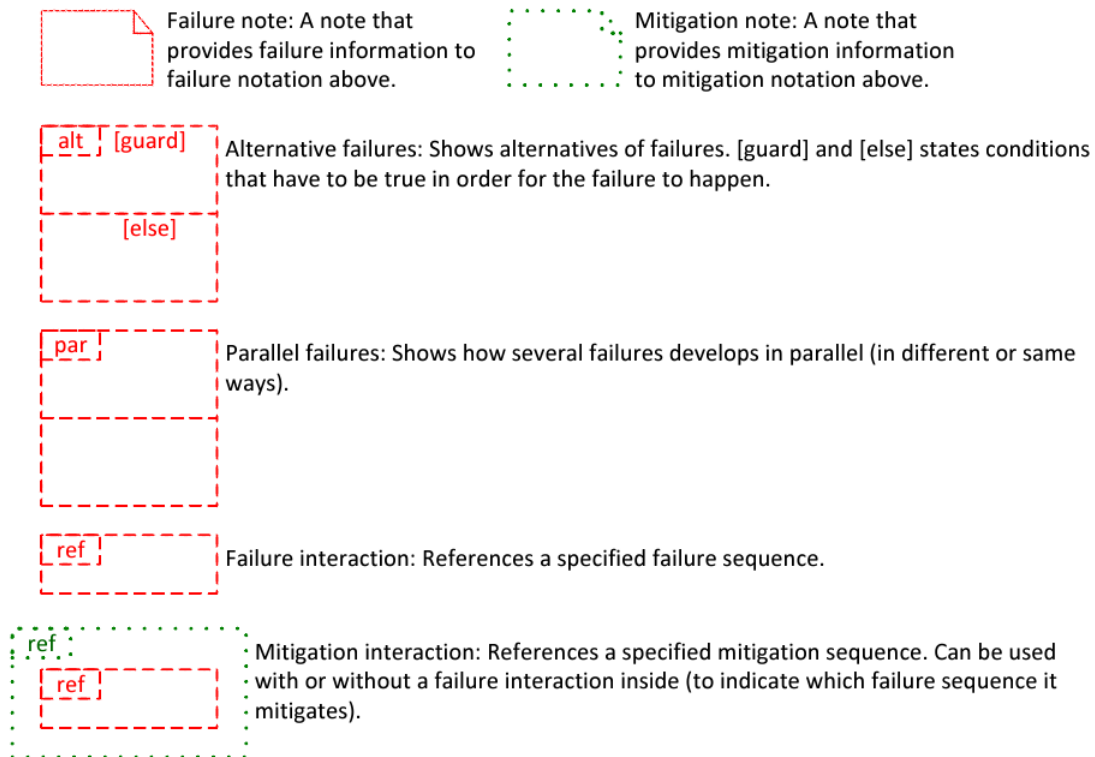 Failure note: A note that
provides failure information to
failure notation above.
Mitigation note: A note that
provides mitigation information
to mitigation notation above.
alt [guard]
Alternative failures: Shows alternatives of failures. [guard] and [else] states conditions
that have to be true in order for the failure to happen.
[else]
par
Parallel failures: Shows how several failures develops in parallel (in different or same
ways).
ref
Failure interaction: References a specified failure sequence.
ref
Mitigation interaction: References a specified mitigation sequence. Can be used
ref
with or without a failure interaction inside (to indicate which failure sequence it
mitigates).